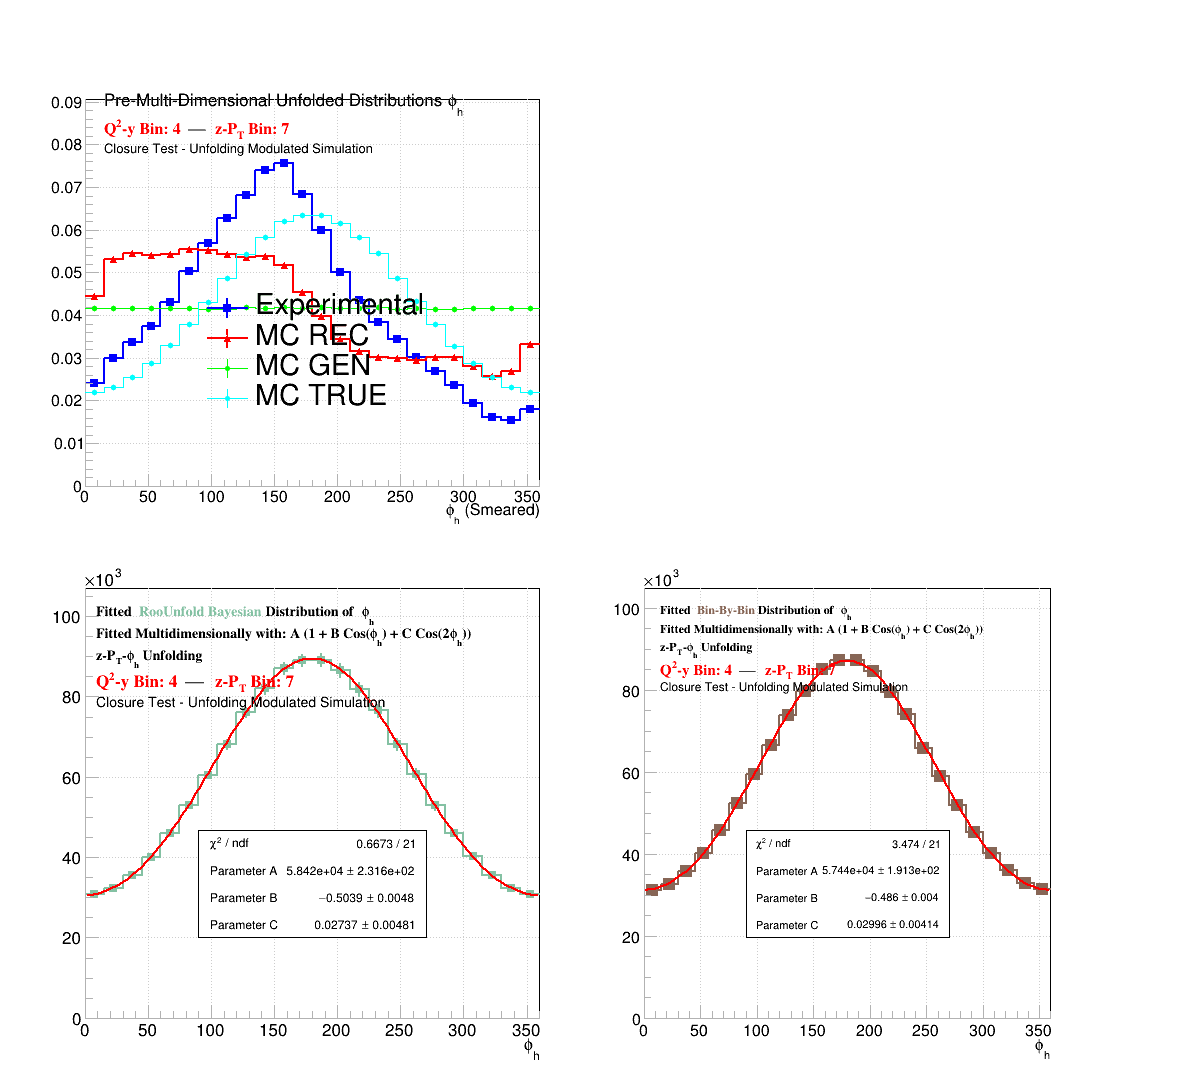 Pre-Multi-Dimensional Unfolded Distributions ϕh
Q²-y Bin: 4 — z-PT Bin: 7
Closure Test - Unfolding Modulated Simulation
0.09
0.08
0.07
0.06
0.05
0.04
0.03
0.02
0.01
0
Experimental
MC REC
MC GEN
MC TRUE
0 50 100 150 200 250 300 350
ϕh (Smeared)
×10³
Fitted RooUnfold Bayesian Distribution of ϕh
Fitted Multidimensionally with: A (1 + B Cos(ϕh) + C Cos(2ϕh))
z-PT-ϕh Unfolding
Q²-y Bin: 4 — z-PT Bin: 7
Closure Test - Unfolding Modulated Simulation
100
80
60
40
20
0
χ² / ndf 0.6673 / 21
Parameter A 5.842e+04 ± 2.316e+02
Parameter B −0.5039 ± 0.0048
Parameter C 0.02737 ± 0.00481
0 50 100 150 200 250 300 350
ϕh
×10³
Fitted Bin-By-Bin Distribution of ϕh
Fitted Multidimensionally with: A (1 + B Cos(ϕh) + C Cos(2ϕh))
z-PT-ϕh Unfolding
Q²-y Bin: 4 — z-PT Bin: 7
Closure Test - Unfolding Modulated Simulation
100
80
60
40
20
0
χ² / ndf 3.474 / 21
Parameter A 5.744e+04 ± 1.913e+02
Parameter B −0.486 ± 0.004
Parameter C 0.02996 ± 0.00414
0 50 100 150 200 250 300 350
ϕh